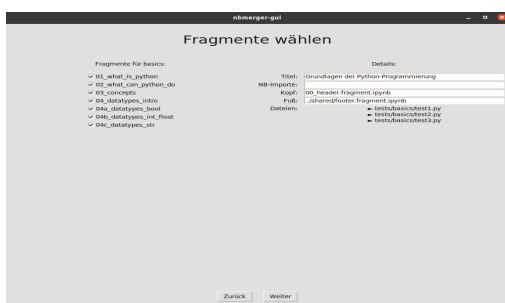 nbmerger-gui
Fragmente wählen
Fragmente für basics:
01_what_is_python
02_what_can_python_do
03_concepts
04_datatypes_intro
04a_datatypes_bool
04b_datatypes_int_float
04c_datatypes_str
Details:
Titel: Grundlagen der Python-Programmierung
NB-Importe:
Kopf: 00_header.fragment.ipynb
Fuß: ../shared/footer.fragment.ipynb
Dateien: ► tests/basics/test1.py
► tests/basics/test2.py
► tests/basics/test3.py
Zurück Weiter